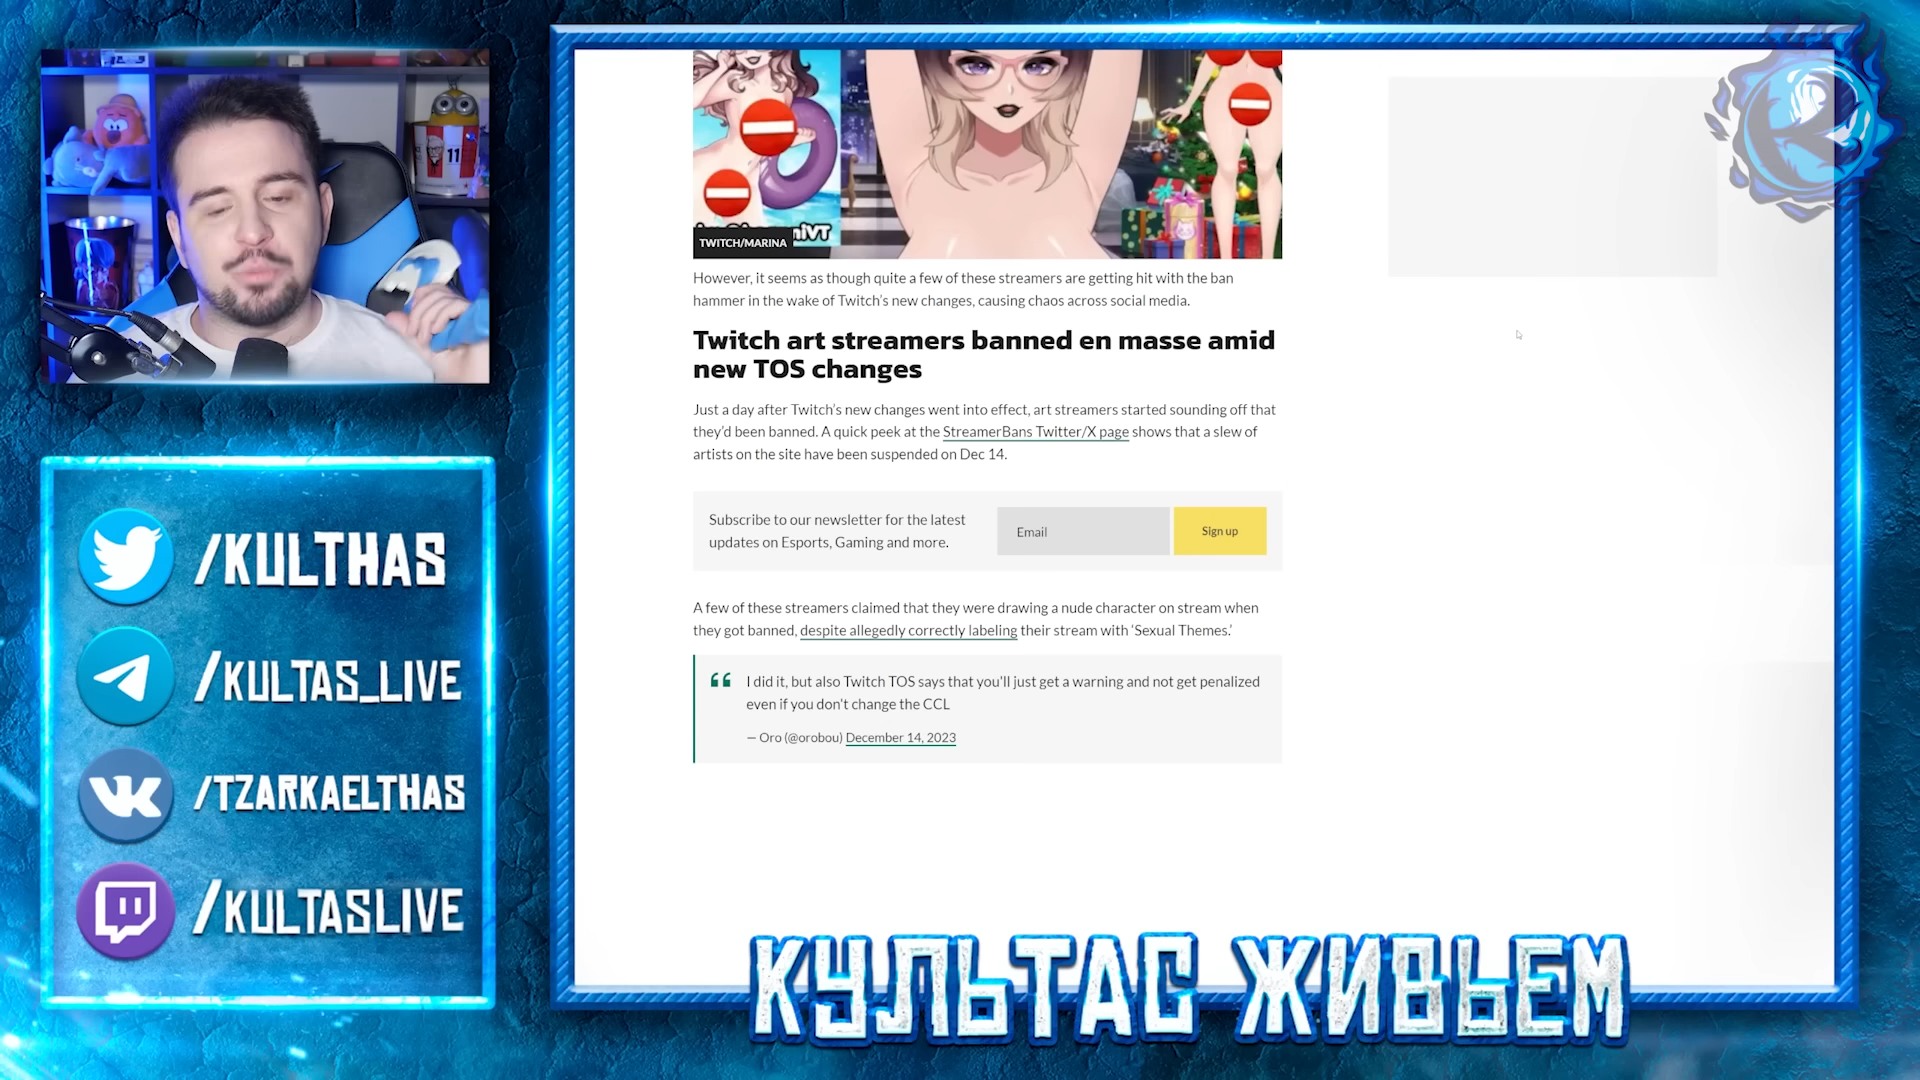 TWITCH/MARINA
However, it seems as though quite a few of these streamers are getting hit with the ban
hammer in the wake of Twitch's new changes, causing chaos across social media.
Twitch art streamers banned en masse amid
new TOS changes
Just a day after Twitch's new changes went into effect, art streamers started sounding off that
they'd been banned. A quick peek at the StreamerBans Twitter/X page shows that a slew of
artists on the site have been suspended on Dec 14.
Subscribe to our newsletter for the latest
updates on Esports, Gaming and more.
Email
Sign up
A few of these streamers claimed that they were drawing a nude character on stream when
they got banned, despite allegedly correctly labeling their stream with ‘Sexual Themes.’
I did it, but also Twitch TOS says that you'll just get a warning and not get penalized
even if you don't change the CCL
— Oro (@orobou) December 14, 2023
KFC
11
/KULTHAS
/KULTAS_LIVE
/TZARKAELTHAS
/KULTASLIVE
КУЛЬТАС ЖИВЬЕМ